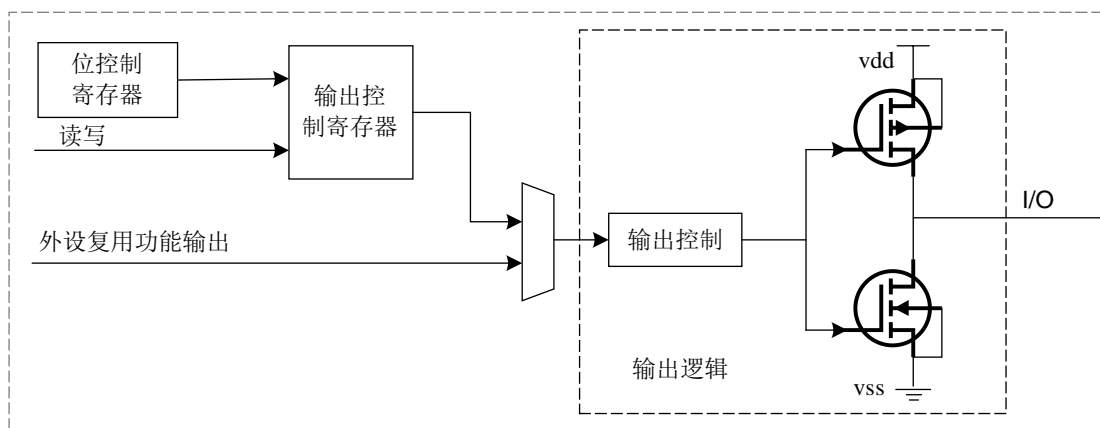 位控制
寄存器
读写
输出控
制寄存器
外设复用功能输出
输出控制
输出逻辑
vdd
vss
I/O